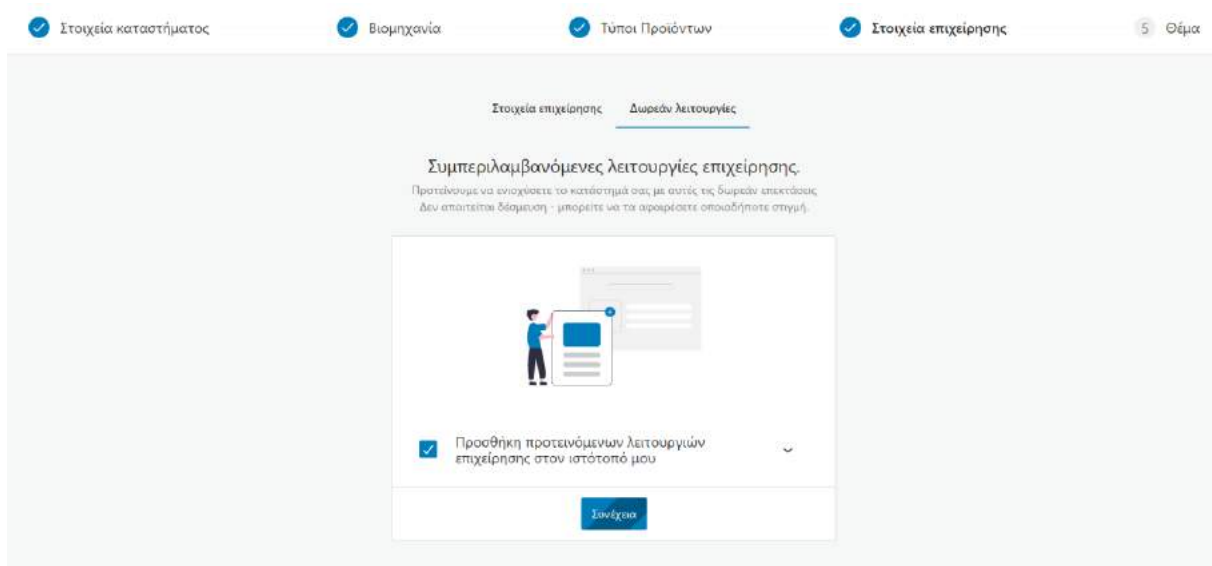 Στοιχεία καταστήματος
Βιομηχανία
Τύποι Προϊόντων
Στοιχεία επιχείρησης
5 Θέμα
Στοιχεία επιχείρησης
Δωρεάν λειτουργίες
Συμπεριλαμβανόμενες λειτουργίες επιχείρησης.
Προτείνουμε να ενισχύσετε το κατάστημά σας με αυτές τις δωρεάν επεκτάσεις
Δεν απαιτείται δέσμευση - μπορείτε να τα αφαιρέσετε οποιαδήποτε στιγμή.
Προσθήκη προτεινόμενων λειτουργιών
επιχείρησης στον ιστότοπό μου
Συνέχεια